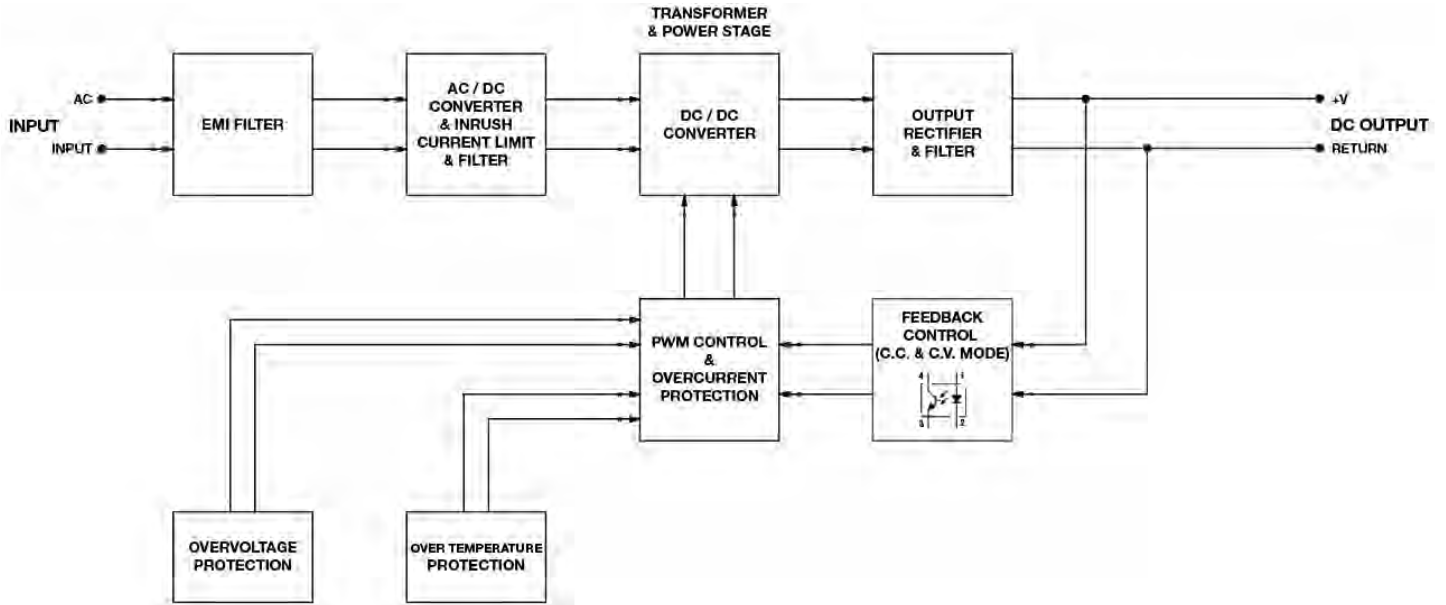 TRANSFORMER
& POWER STAGE
INPUT
AC
INPUT
EMI FILTER
AC / DC
CONVERTER
& INRUSH
CURRENT LIMIT
& FILTER
DC / DC
CONVERTER
OUTPUT
RECTIFIER
& FILTER
+V
DC OUTPUT
RETURN
PWM CONTROL
&
OVERCURRENT
PROTECTION
FEEDBACK
CONTROL
(C.C. & C.V. MODE)
4 1
3 2
OVERVOLTAGE
PROTECTION
OVER TEMPERATURE
PROTECTION